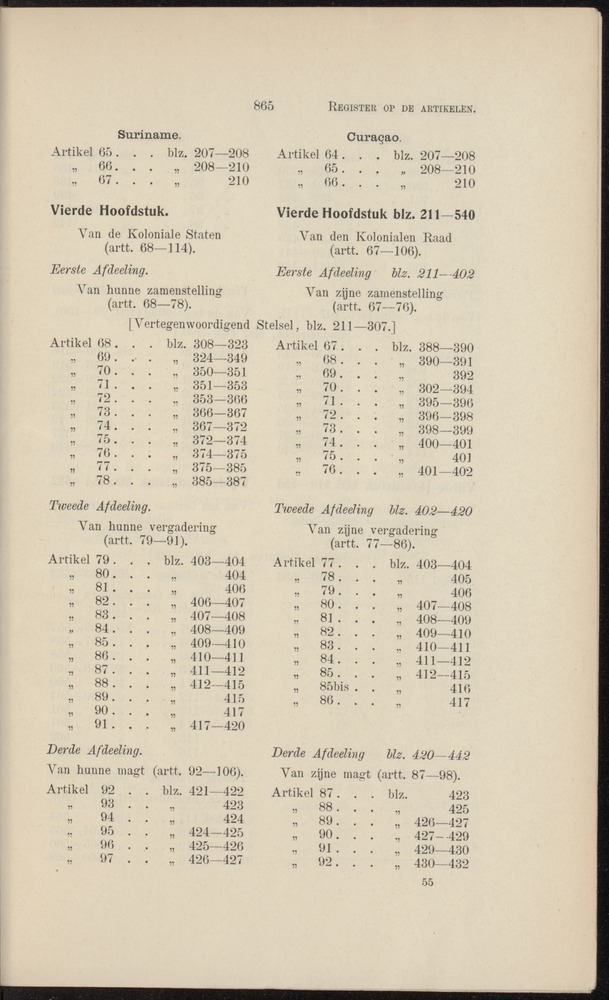 865 REGISTER OP DE ARTIKELEN.
Suriname.
Artikel 65 . . . blz. 207—208
„ 66 . . . „ 208—210
„ 67 . . . „ 210
Vierde Hoofdstuk.
Van de Koloniale Staten
(artt. 68—114).
Eerste Afdeeling.
Van hunne zamenstelling
(artt. 68—78).
Curaçao.
Artikel 64 . . . blz. 207—208
„ 65 . . . „ 208—210
„ 66 . . . „ 210
Vierde Hoofdstuk blz. 211—540
Van den Kolonialen Raad
(artt. 67—106).
Eerste Afdeeling blz. 211—402
Van zijne zamenstelling
(artt. 67—76).
[Vertegenwoordigend Stelsel, blz. 211—307.]
Artikel 68 . . . blz. 308—323
„ 69 . . . „ 324—349
„ 70 . . . „ 350—351
„ 71 . . . „ 351—353
„ 72 . . . „ 353—366
„ 73 . . . „ 366—367
„ 74 . . . „ 367—372
„ 75 . . . „ 372—374
„ 76 . . . „ 374—375
„ 77 . . . „ 375—385
„ 78 . . . „ 385—387
Tweede Afdeeling.
Van hunne vergadering
(artt. 79—91).
Artikel 79 . . . blz. 403—404
„ 80 . . . „ 404
„ 81 . . . „ 406
„ 82 . . . „ 406—407
„ 83 . . . „ 407—408
„ 84 . . . „ 408—409
„ 85 . . . „ 409—410
„ 86 . . . „ 410—411
„ 87 . . . „ 411—412
„ 88 . . . „ 412—415
„ 89 . . . „ 415
„ 90 . . . „ 417
„ 91 . . . „ 417—420
Derde Afdeeling.
Van hunne magt (artt. 92—106).
Artikel 92 . . blz. 421—422
„ 93 . . „ 423
„ 94 . . „ 424
„ 95 . . „ 424—425
„ 96 . . „ 425—426
„ 97 . . „ 426—427
Artikel 67 . . . blz. 388—390
„ 68 . . . „ 390—391
„ 69 . . . „ 392
„ 70 . . . „ 302—394
„ 71 . . . „ 395—396
„ 72 . . . „ 396—398
„ 73 . . . „ 398—399
„ 74 . . . „ 400—401
„ 75 . . . „ 401
„ 76 . . . „ 401—402
Tweede Afdeeling blz. 402—420
Van zijne vergadering
(artt. 77—86).
Artikel 77 . . . blz. 403—404
„ 78 . . . „ 405
„ 79 . . . „ 406
„ 80 . . . „ 407—408
„ 81 . . . „ 408—409
„ 82 . . . „ 409—410
„ 83 . . . „ 410—411
„ 84 . . . „ 411—412
„ 85 . . . „ 412—415
„ 85bis . . „ 416
„ 86 . . . „ 417
Derde Afdeeling blz. 420—442
Van zijne magt (artt. 87—98).
Artikel 87 . . . blz. 423
„ 88 . . . „ 425
„ 89 . . . „ 426—427
„ 90 . . . „ 427—429
„ 91 . . . „ 429—430
„ 92 . . . „ 430—432
55